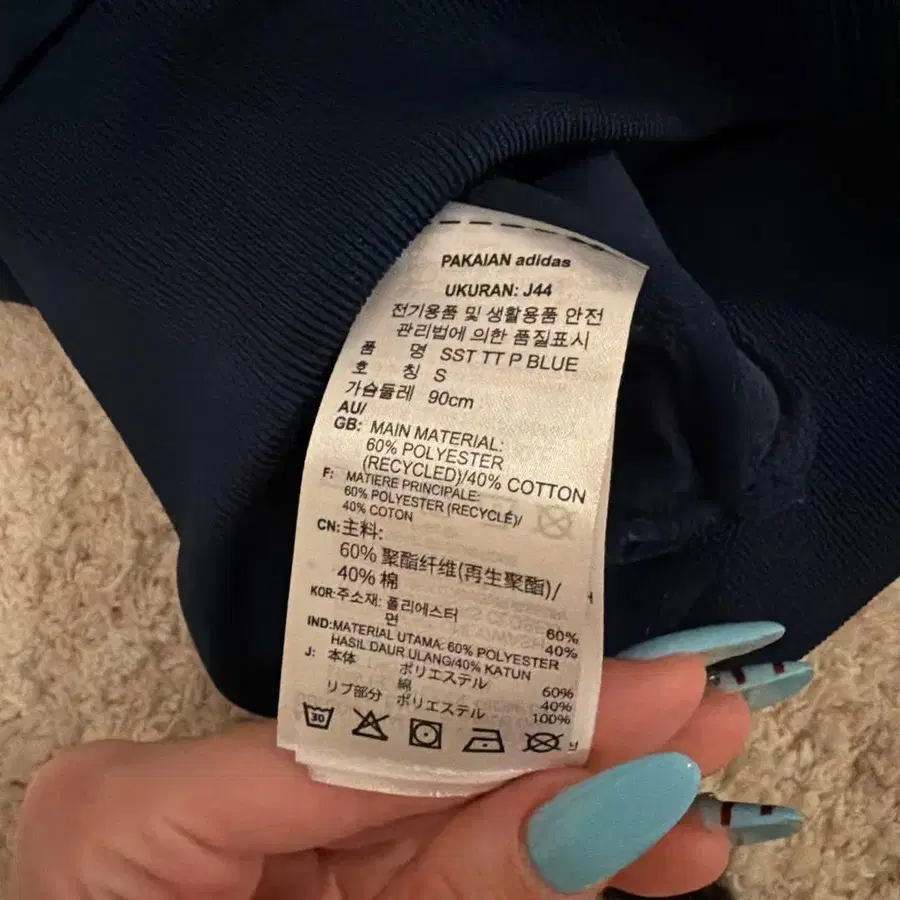 PAKAIAN adidas
UKURAN: J44
전기용품 및 생활용품 안전
관리법에 의한 품질표시
품 명 SST TT P BLUE
호 칭 S
가슴둘레 90cm
AU/
GB: MAIN MATERIAL:
60% POLYESTER
(RECYCLED)/40% COTTON
F: MATIERE PRINCIPALE:
60% POLYESTER (RECYCLÉ)/
40% COTON
CN:主料:
60% 聚酯纤维(再生聚酯)/
40% 棉
KOR:주소재: 폴리에스터 60%
면 40%
IND:MATERIAL UTAMA: 60% POLYESTER
HASIL DAUR ULANG/40% KATUN
J: 本体 ポリエステル 60%
綿 40%
リブ部分 ポリエステル 100%
30